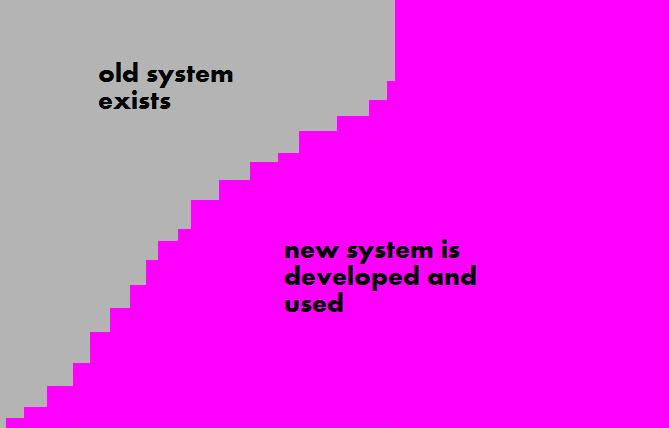 old system
exists
new system is
developed and
used